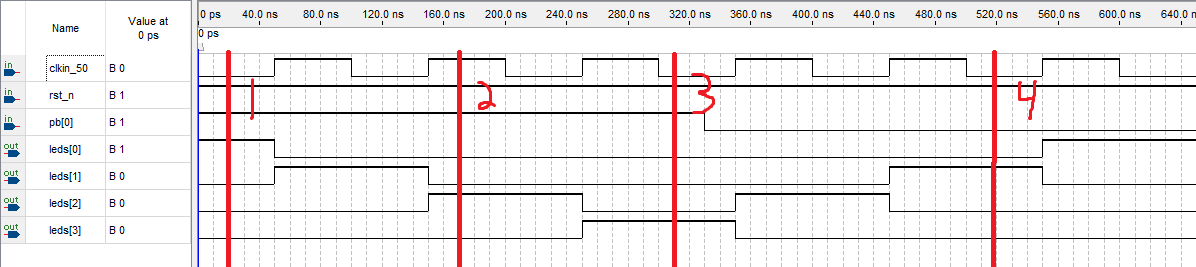 Name
Value at
0 ps
0 ps 40.0 ns 80.0 ns 120.0 ns 160.0 ns 200.0 ns 240.0 ns 280.0 ns 320.0 ns 360.0 ns 400.0 ns 440.0 ns 480.0 ns 520.0 ns 560.0 ns 600.0 ns 640.0
0 ps
in clkin_50 B 0
in rst_n B 1
in pb[0] B 1
out leds[0] B 1
out leds[1] B 0
out leds[2] B 0
out leds[3] B 0
1 2 3 4